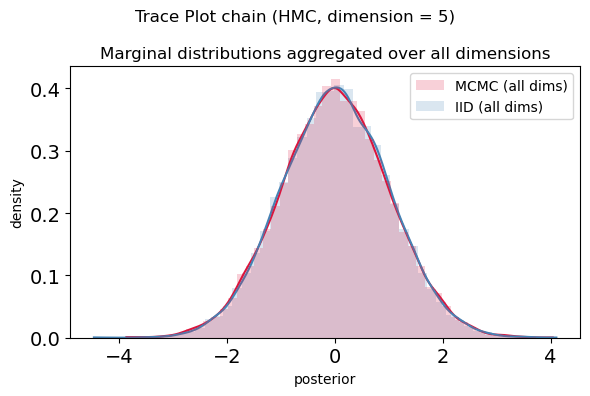 Trace Plot chain (HMC, dimension = 5)
Marginal distributions aggregated over all dimensions
MCMC (all dims)
IID (all dims)
density
0.4
0.3
0.2
0.1
0.0
−4 −2 0 2 4
posterior